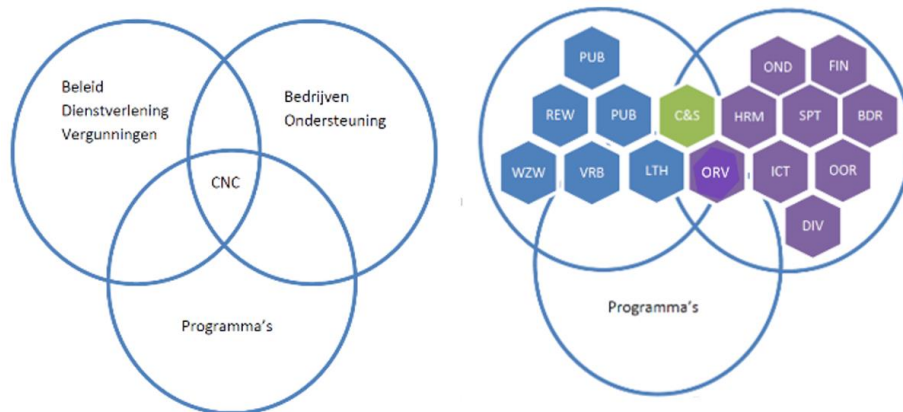 Beleid
Dienstverlening
Vergunningen
Bedrijven
Ondersteuning
CNC
Programma's
PUB
OND
FIN
REW
PUB
C&S
HRM
SPT
BDR
WZW
VRB
LTH
ORV
ICT
OOR
DIV
Programma's